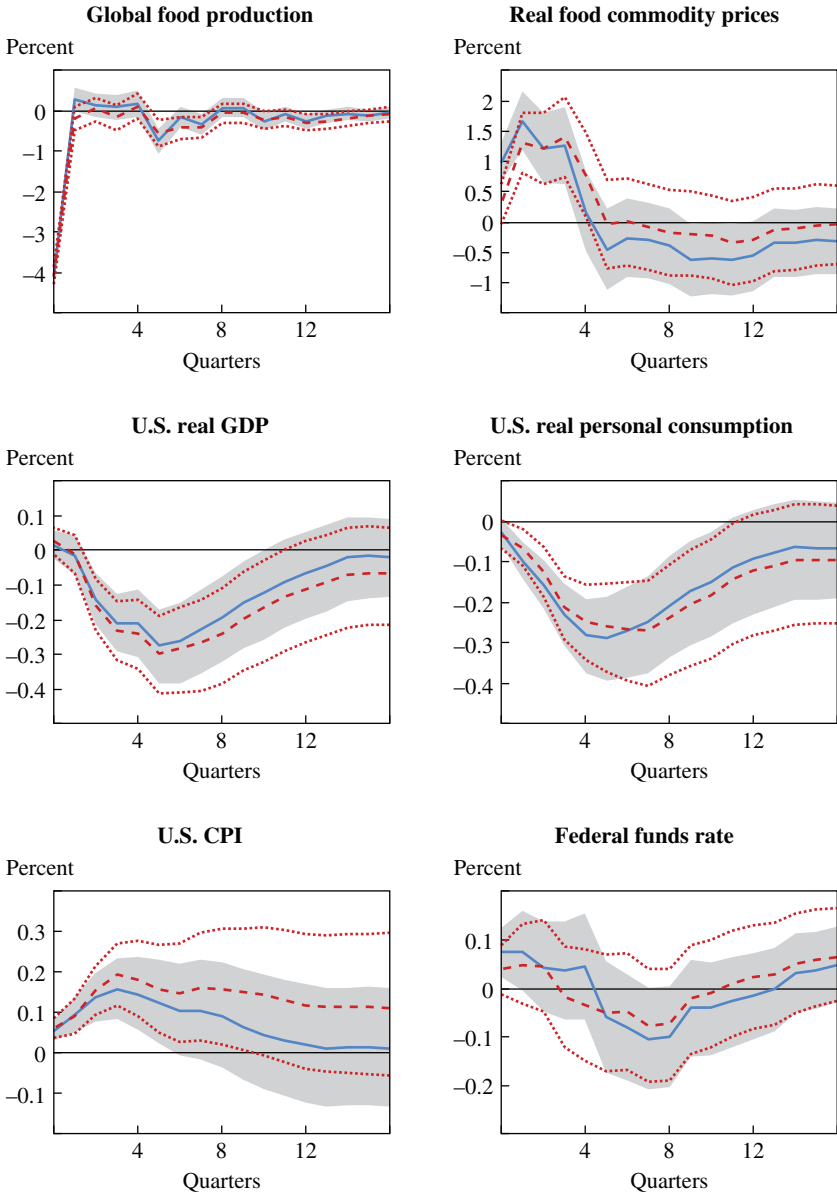 Global food production
Percent
0
–1
–2
–3
–4
4
8
12
Quarters
Real food commodity prices
Percent
2
1.5
1
0.5
0
–0.5
–1
4
8
12
Quarters
U.S. real GDP
Percent
0.1
0
–0.1
–0.2
–0.3
–0.4
4
8
12
Quarters
U.S. real personal consumption
Percent
0
–0.1
–0.2
–0.3
–0.4
4
8
12
Quarters
U.S. CPI
Percent
0.3
0.2
0.1
0
–0.1
4
8
12
Quarters
Federal funds rate
Percent
0.1
0
–0.1
–0.2
4
8
12
Quarters